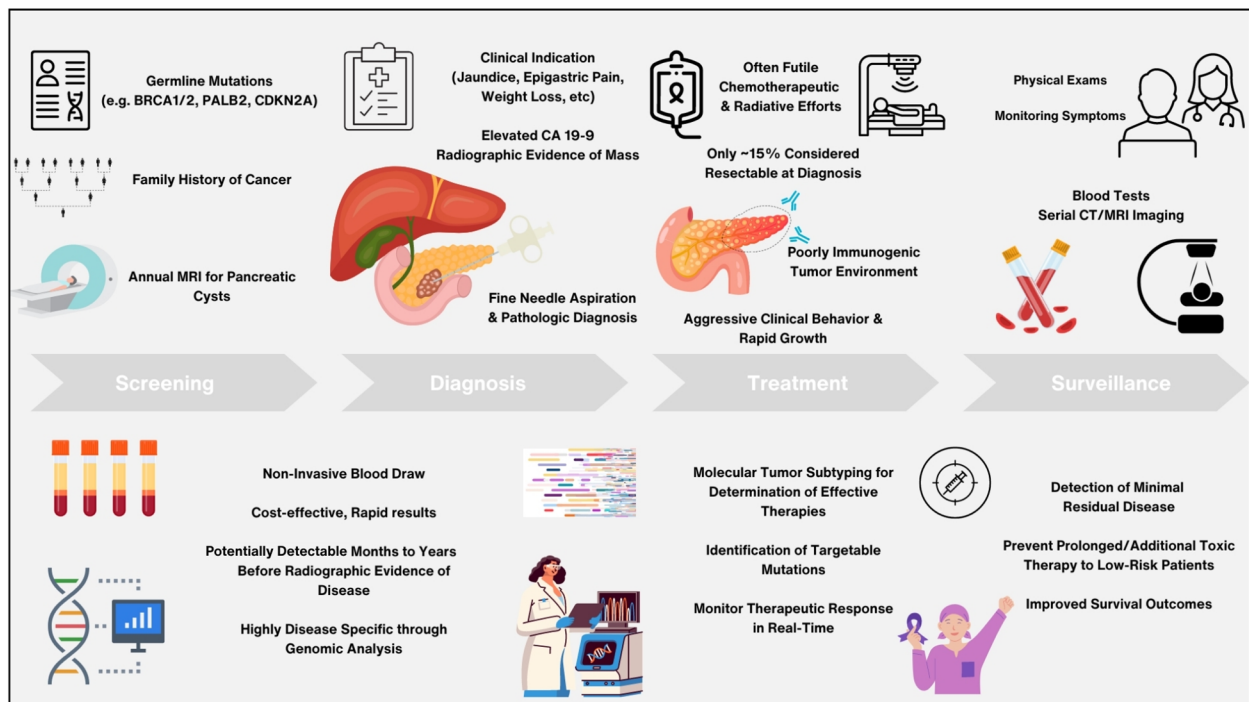 Germline Mutations
(e.g. BRCA1/2, PALB2, CDKN2A)
Family History of Cancer
Annual MRI for Pancreatic
Cysts
Clinical Indication
(Jaundice, Epigastric Pain,
Weight Loss, etc)
Elevated CA 19-9
Radiographic Evidence of Mass
Fine Needle Aspiration
& Pathologic Diagnosis
Often Futile
Chemotherapeutic
& Radiative Efforts
Only ~15% Considered
Resectable at Diagnosis
Poorly Immunogenic
Tumor Environment
Aggressive Clinical Behavior &
Rapid Growth
Physical Exams
Monitoring Symptoms
Blood Tests
Serial CT/MRI Imaging
Screening
Diagnosis
Treatment
Surveillance
Non-Invasive Blood Draw
Cost-effective, Rapid results
Potentially Detectable Months to Years
Before Radiographic Evidence of
Disease
Highly Disease Specific through
Genomic Analysis
Molecular Tumor Subtyping for
Determination of Effective
Therapies
Identification of Targetable
Mutations
Monitor Therapeutic Response
in Real-Time
Detection of Minimal
Residual Disease
Prevent Prolonged/Additional Toxic
Therapy to Low-Risk Patients
Improved Survival Outcomes